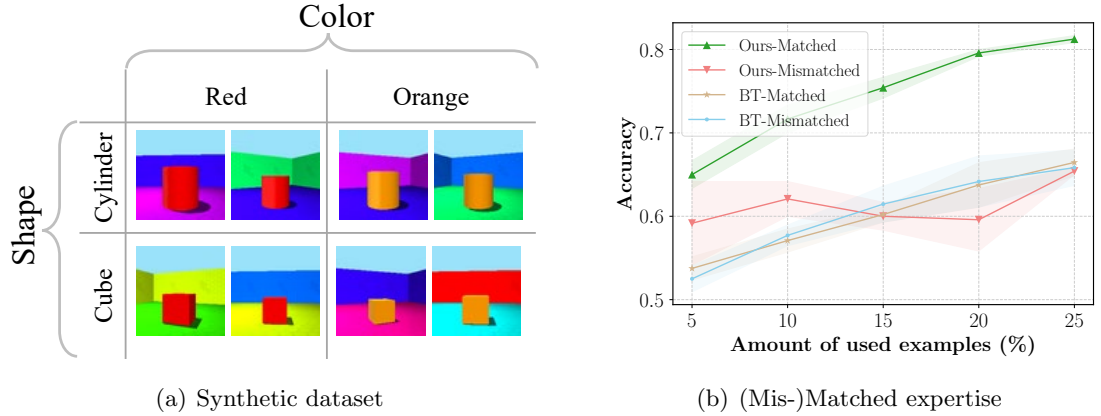 Color
Red
Orange
Shape
Cylinder
Cube
(a) Synthetic dataset
Accuracy
0.8
0.7
0.6
0.5
Ours-Matched
Ours-Mismatched
BT-Matched
BT-Mismatched
5 10 15 20 25
Amount of used examples (%)
(b) (Mis-)Matched expertise